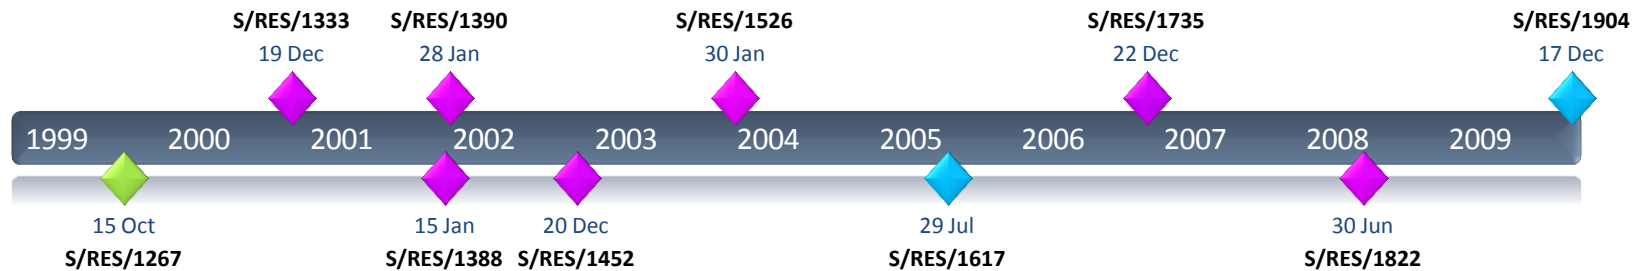 S/RES/1333 S/RES/1390 S/RES/1526 S/RES/1735 S/RES/1904
19 Dec 28 Jan 30 Jan 22 Dec 17 Dec
1999 2000 2001 2002 2003 2004 2005 2006 2007 2008 2009
15 Oct 15 Jan 20 Dec 29 Jul 30 Jun
S/RES/1267 S/RES/1388 S/RES/1452 S/RES/1617 S/RES/1822